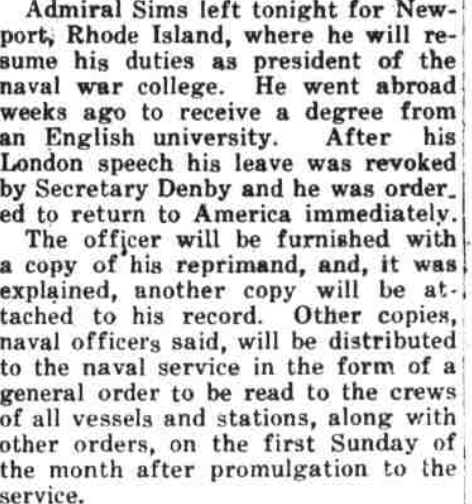 Admiral Sims left tonight for New-
port, Rhode Island, where he will re-
sume his duties as president of the
naval war college. He went abroad
weeks ago to receive a degree from
an English university. After his
London speech his leave was revoked
by Secretary Denby and he was order-
ed to return to America immediately.
The officer will be furnished with
a copy of his reprimand, and, it was
explained, another copy will be at-
tached to his record. Other copies,
naval officers said, will be distributed
to the naval service in the form of a
general order to be read to the crews
of all vessels and stations, along with
other orders, on the first Sunday of
the month after promulgation to the
service.